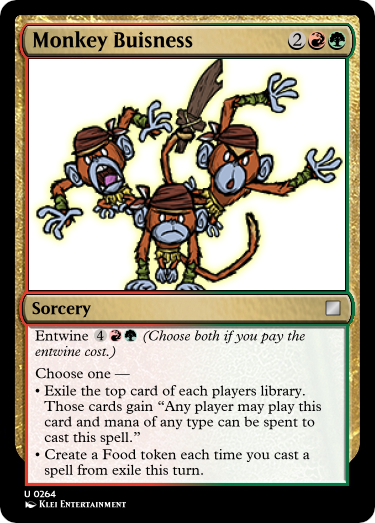 Monkey Buisness 2
Sorcery
Entwine 4 (Choose both if you pay the
entwine cost.)
Choose one —
• Exile the top card of each players library.
Those cards gain “Any player may play this
card and mana of any type can be spent to
cast this spell.”
• Create a Food token each time you cast a
spell from exile this turn.
U 0264
Klei Entertainment